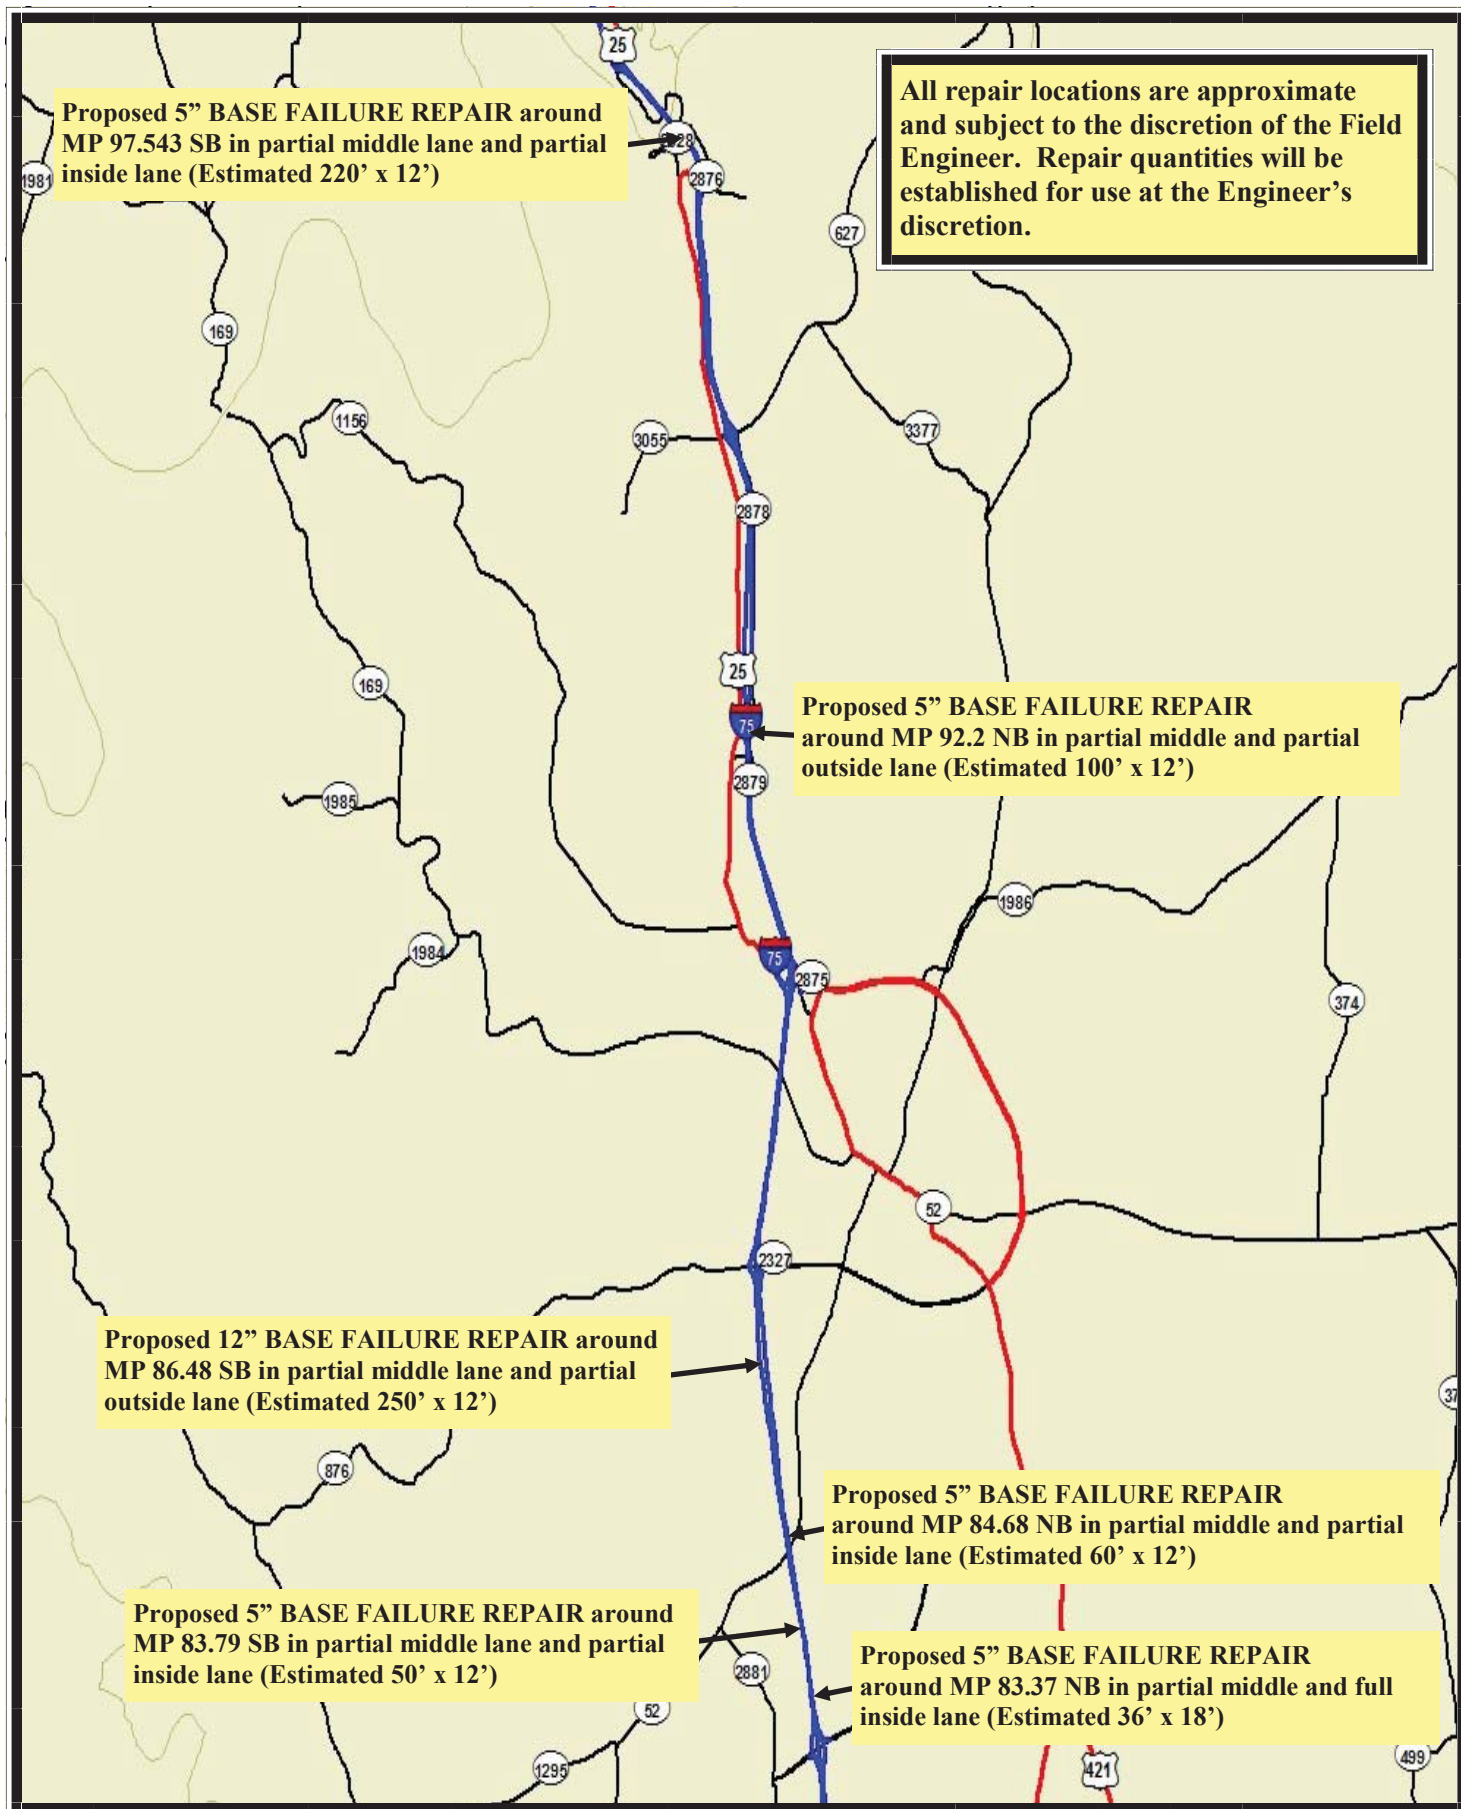 25
Proposed 5” BASE FAILURE REPAIR around
MP 97.543 SB in partial middle lane and partial
inside lane (Estimated 220’ x 12’)
All repair locations are approximate
and subject to the discretion of the Field
Engineer. Repair quantities will be
established for use at the Engineer’s
discretion.
1981
2876
627
169
1156
3055
3377
2878
25
169
Proposed 5” BASE FAILURE REPAIR
around MP 92.2 NB in partial middle and partial
outside lane (Estimated 100’ x 12’)
75
2879
1985
1986
1984
75
2875
374
52
2327
Proposed 12” BASE FAILURE REPAIR around
MP 86.48 SB in partial middle lane and partial
outside lane (Estimated 250’ x 12’)
876
Proposed 5” BASE FAILURE REPAIR
around MP 84.68 NB in partial middle and partial
inside lane (Estimated 60’ x 12’)
Proposed 5” BASE FAILURE REPAIR around
MP 83.79 SB in partial middle lane and partial
inside lane (Estimated 50’ x 12’)
Proposed 5” BASE FAILURE REPAIR
around MP 83.37 NB in partial middle and full
inside lane (Estimated 36’ x 18’)
2881
52
1295
421
499